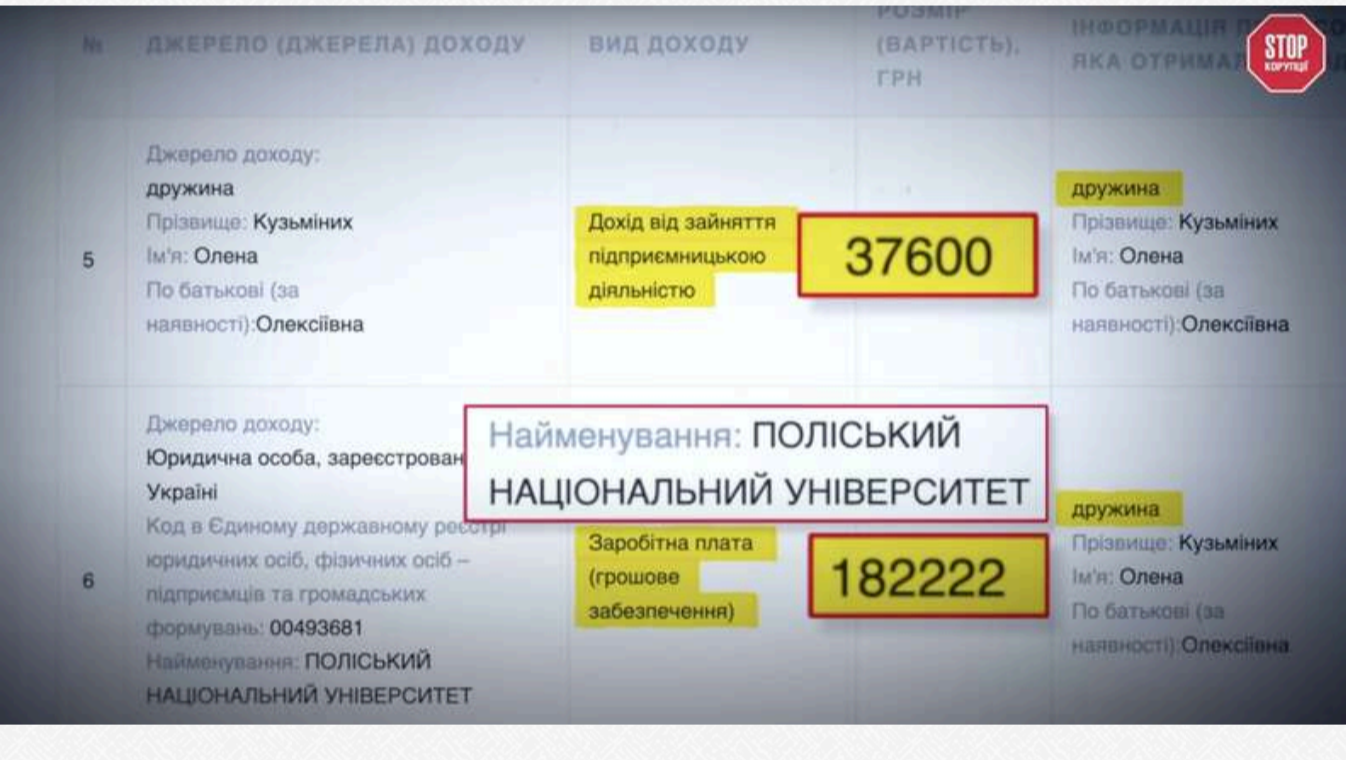 №
ДЖЕРЕЛО (ДЖЕРЕЛА) ДОХОДУ
ВИД ДОХОДУ
РОЗМІР
(ВАРТІСТЬ),
ГРН
ІНФОРМАЦІЯ
ЯКА
STOP
КОРУПЦІЇ
5
Джерело доходу:
дружина
Прізвище: Кузьміних
Ім'я: Олена
По батькові (за
наявності):Олексіївна
Дохід від зайняття
підприємницькою
діяльністю
37600
дружина
Прізвище: Кузьміних
Ім'я: Олена
По батькові (за
наявності):Олексіївна
6
Джерело доходу:
Юридична особа,
Україні
Код в Єдиному державному реєстрі
юридичних осіб, фізичних осіб –
підприємців та громадських
формувань: 00493681
Найменування: ПОЛІСЬКИЙ
НАЦІОНАЛЬНИЙ УНІВЕРСИТЕТ
Найменування: ПОЛІСЬКИЙ
НАЦІОНАЛЬНИЙ УНІВЕРСИТЕТ
Заробітна плата
(грошове
забезпечення)
182222
дружина
Прізвище: Кузьміних
Ім'я: Олена
По батькові (за
наявності):Олексіївна